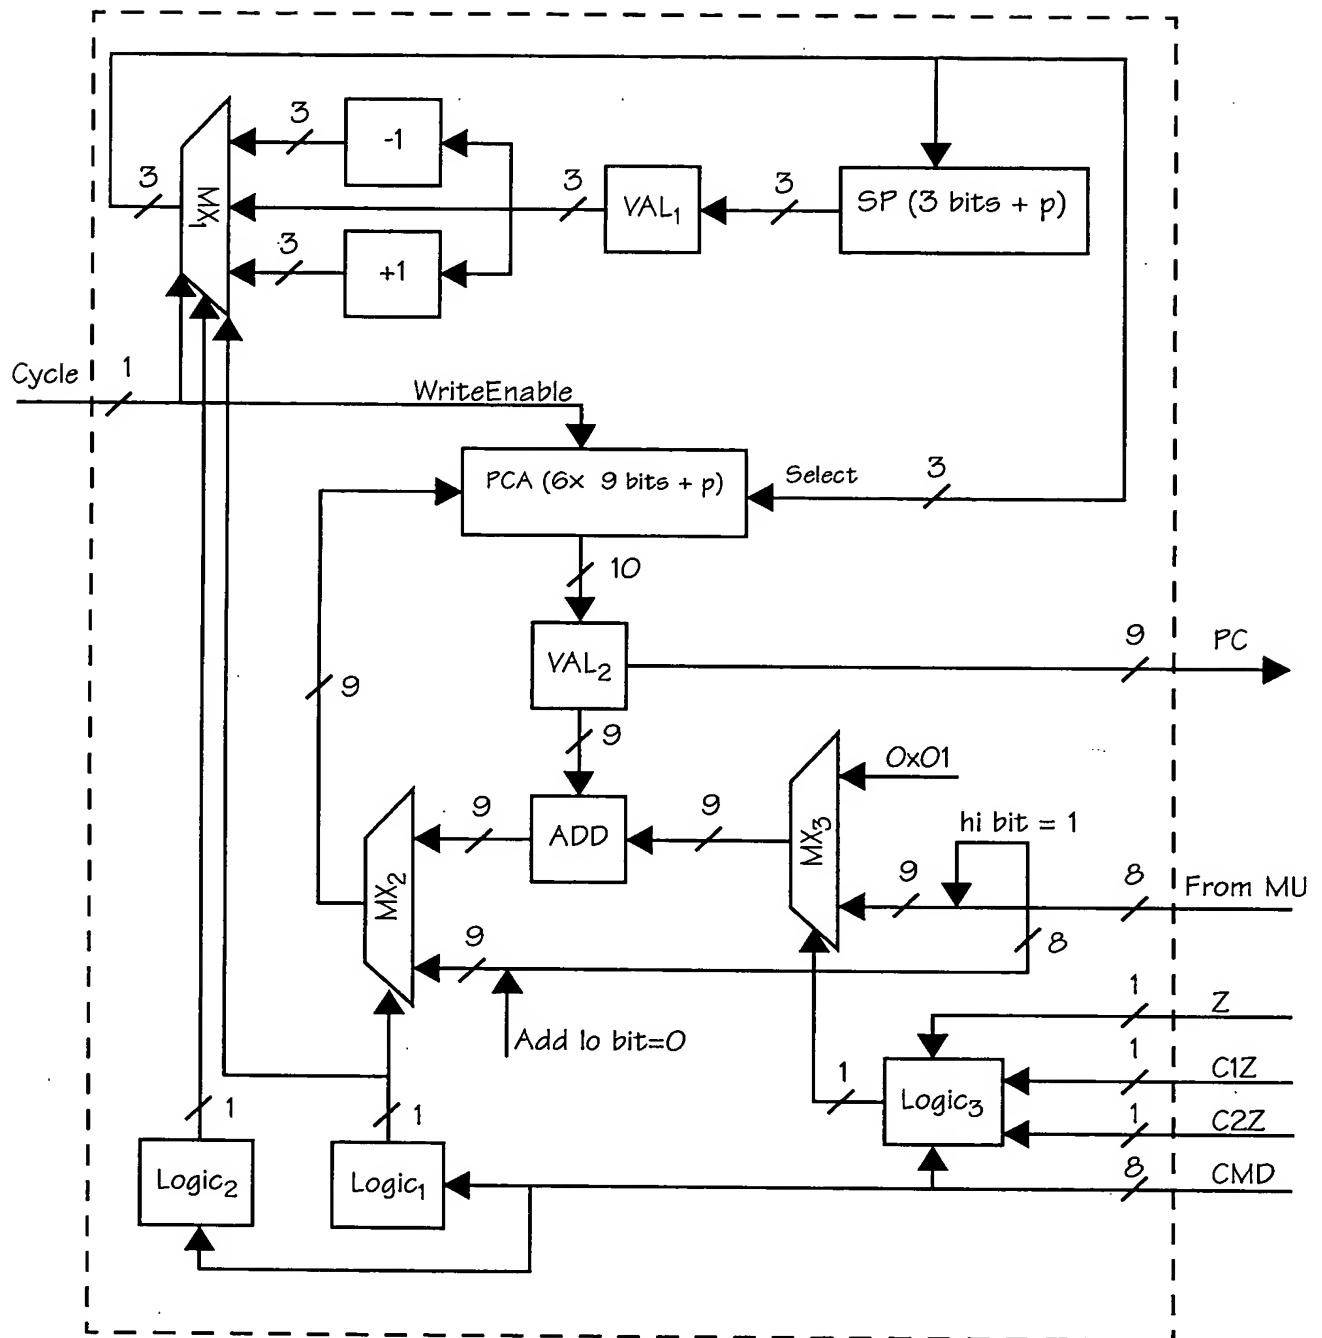 3
-1
3
MX1
3
VAL1
3
SP (3 bits + p)
3
+1
Cycle
1
WriteEnable
PCA (6x 9 bits + p)
Select
3
10
9
VAL2
9
PC
9
9
ADD
9
MX3
0x01
hi bit = 1
MX2
9
8
From MU
9
8
Add lo bit=0
1
Z
1
C1Z
1
Logic3
1
C2Z
1
1
Logic2
Logic1
8
CMD